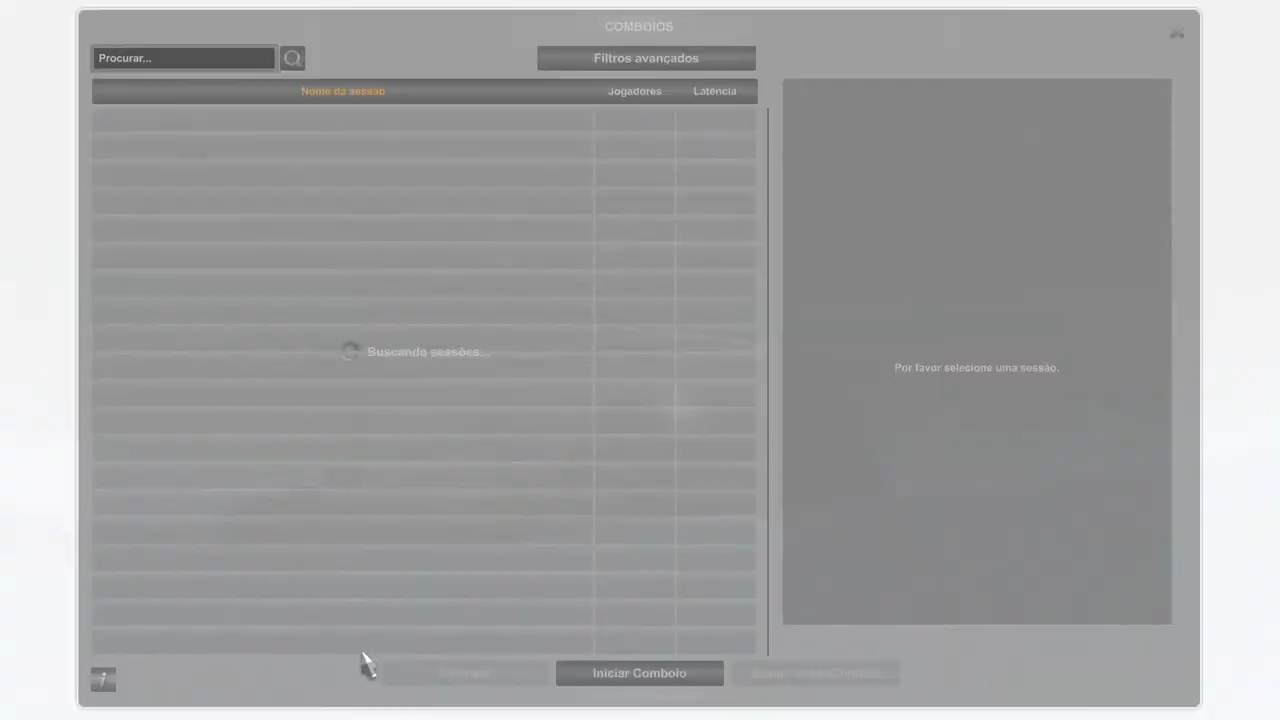 COMBOIOS
Procurar...
Filtros avançados
Nome da sessão
Jogadores
Latência
Buscando sessões...
Por favor selecione uma sessão.
i
Iniciar Comboio